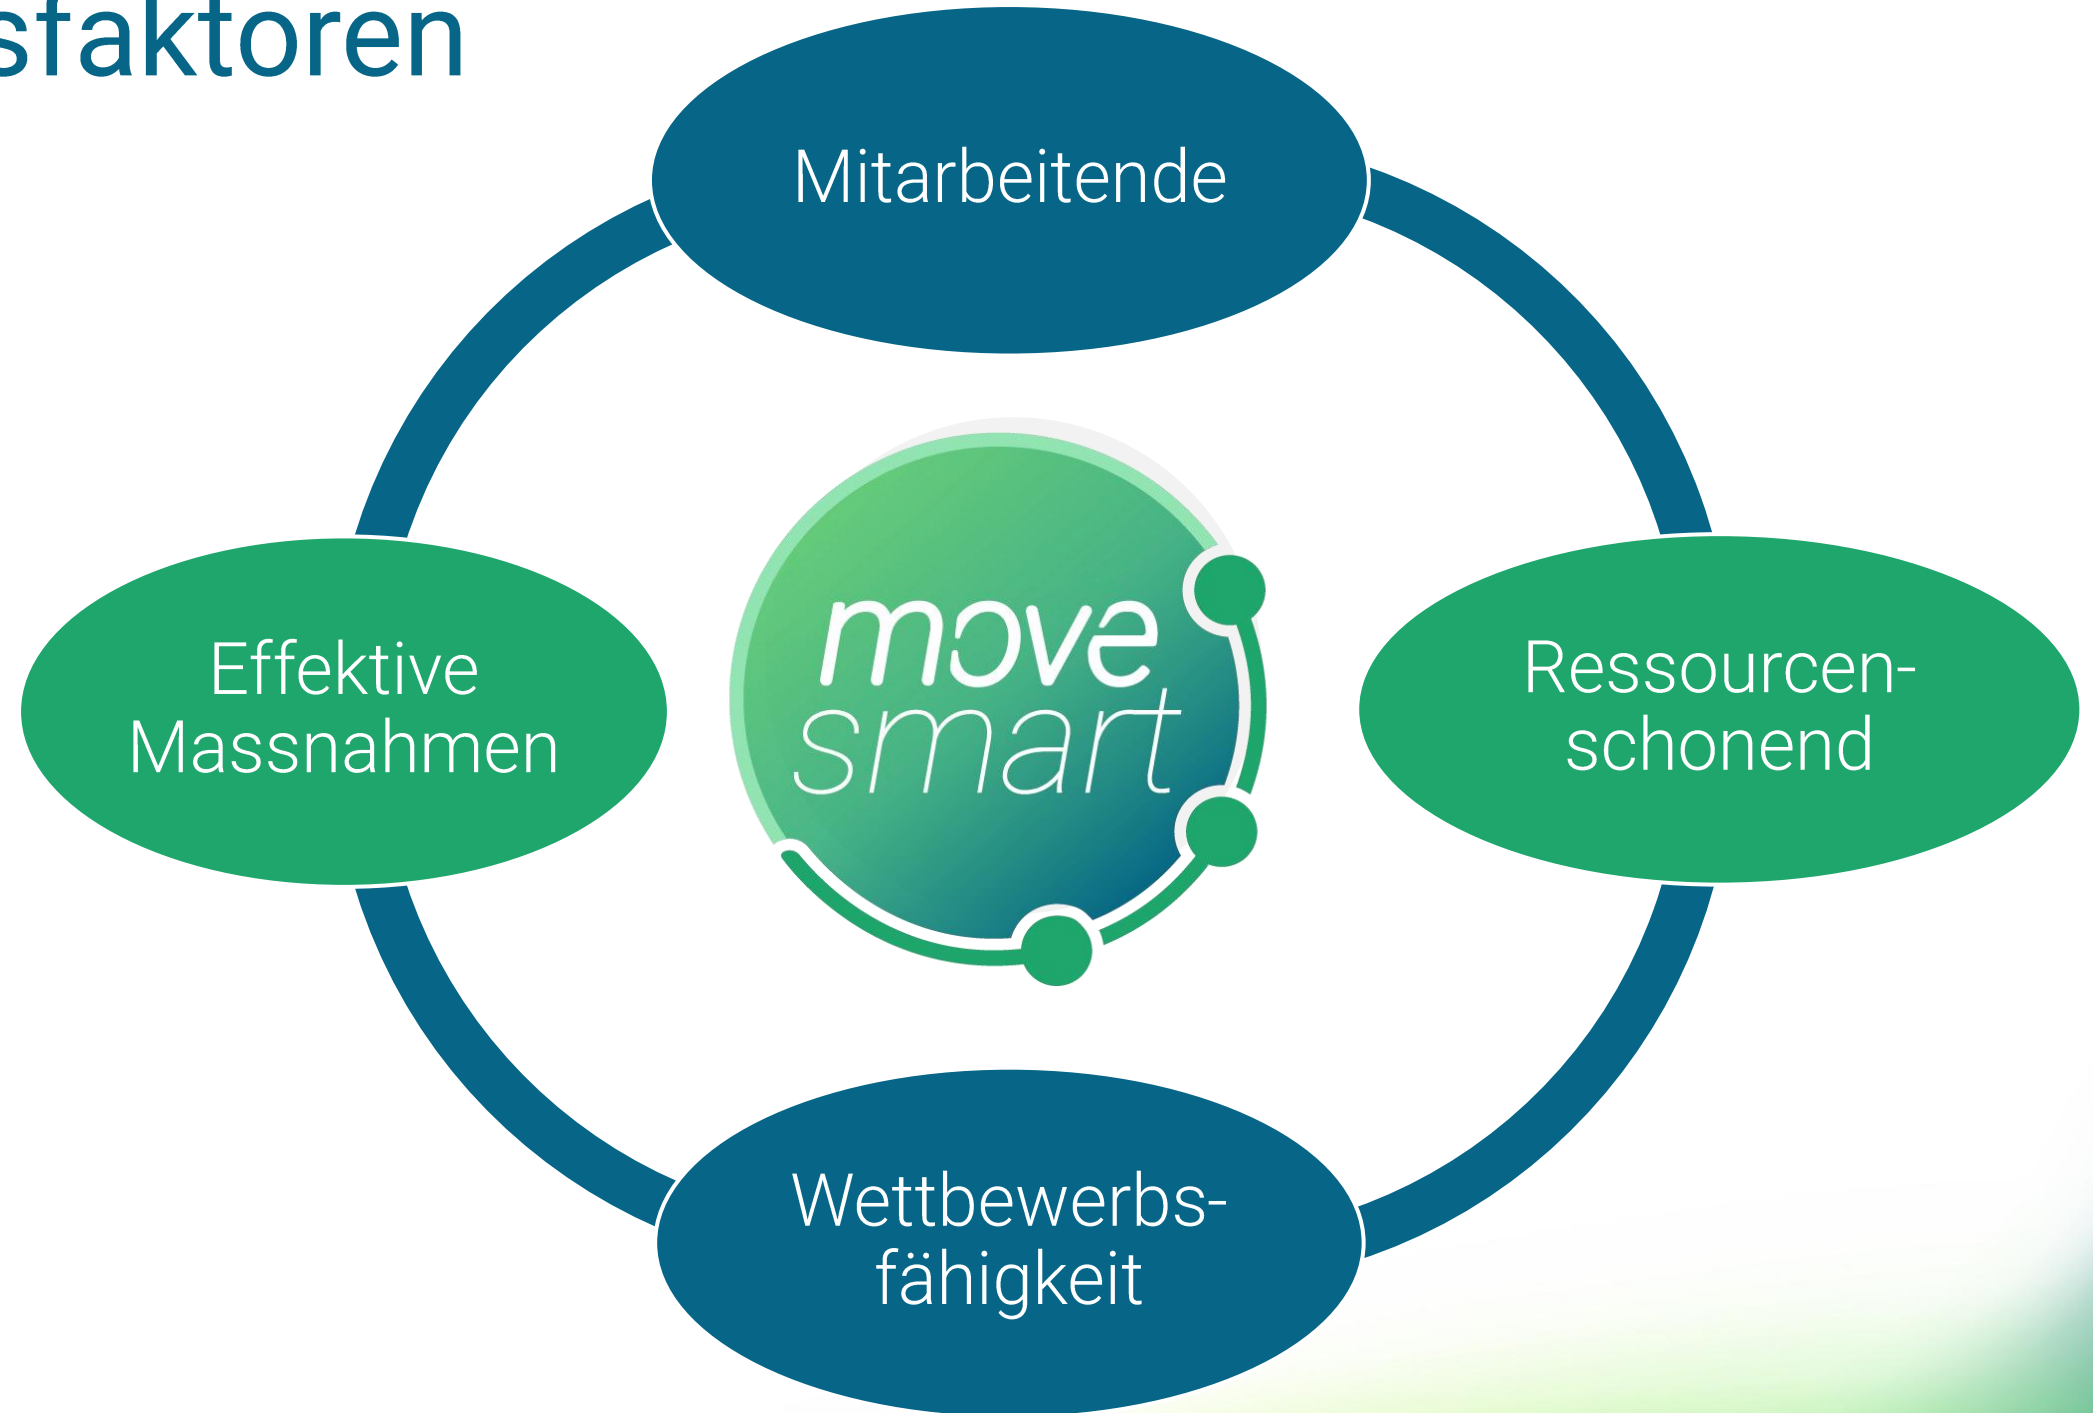 sfaktoren
Mitarbeitende
Effektive
Massnahmen
move
smart
Ressourcen-
schonend
Wettbewerbs-
fähigkeit